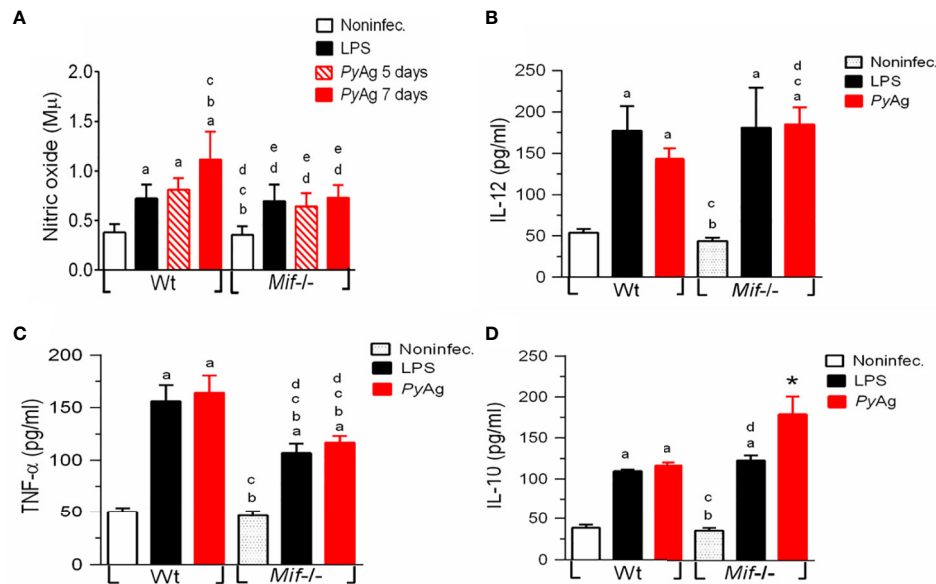 A
Noninfec.
LPS
PyAg 5 days
PyAg 7 days
Nitric oxide (Mμ)
2.0
1.5
1.0
0.5
0.0
a
a
c
b
a
d
c
b
e
d
e
d
e
d
Wt
Mif-/-
B
Noninfec.
LPS
PyAg
IL-12 (pg/ml)
250
200
150
100
50
0
a
a
c
b
a
d
c
a
Wt
Mif-/-
C
Noninfec.
LPS
PyAg
TNF-α (pg/ml)
200
150
100
50
0
a
a
c
b
d
c
b
a
d
c
b
a
Wt
Mif-/-
D
Noninfec.
LPS
PyAg
IL-10 (pg/ml)
200
150
100
50
0
a
a
c
b
d
a
*
Wt
Mif-/-